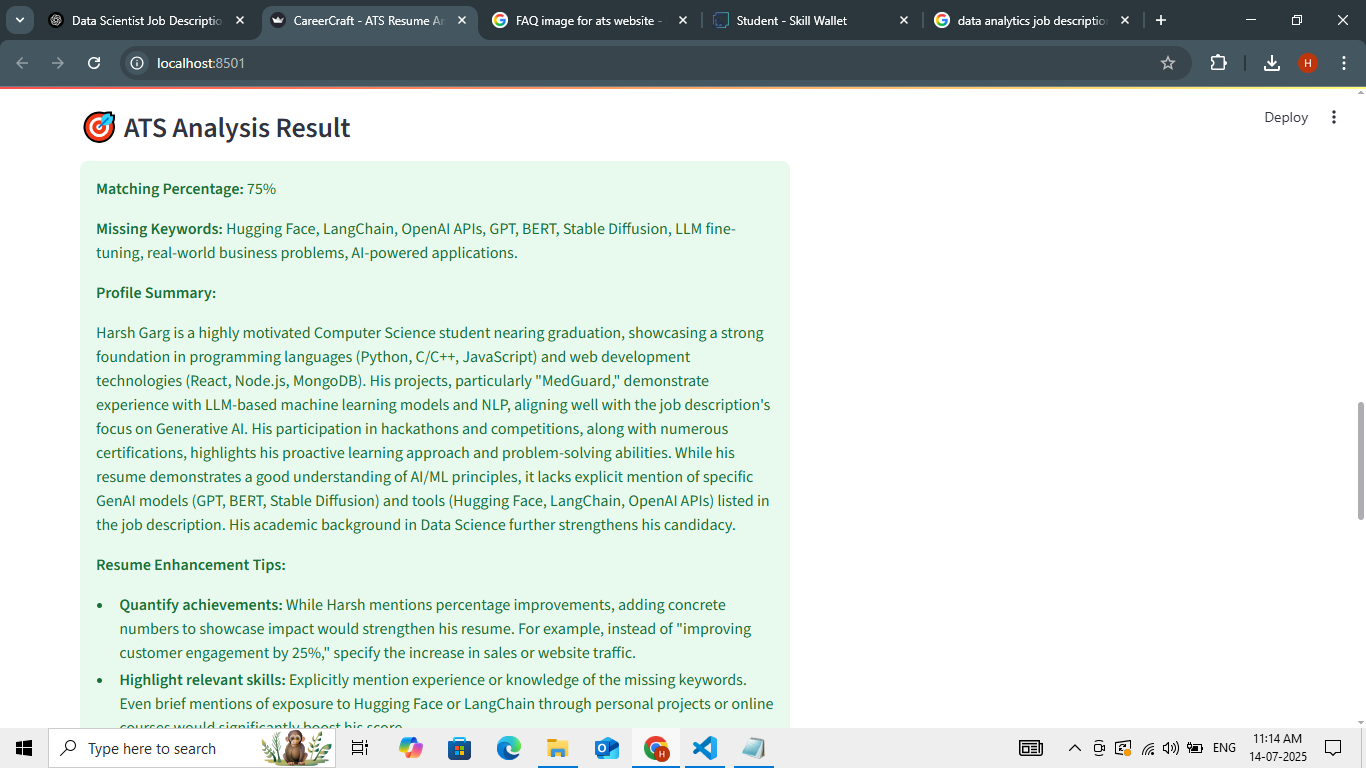 Data Scientist Job Descriptio
CareerCraft - ATS Resume An
FAQ image for ats website -
Student - Skill Wallet
data analytics job description
localhost:8501
H
Deploy
ATS Analysis Result
Matching Percentage: 75%
Missing Keywords: Hugging Face, LangChain, OpenAI APIs, GPT, BERT, Stable Diffusion, LLM fine-
tuning, real-world business problems, AI-powered applications.
Profile Summary:
Harsh Garg is a highly motivated Computer Science student nearing graduation, showcasing a strong
foundation in programming languages (Python, C/C++, JavaScript) and web development
technologies (React, Node.js, MongoDB). His projects, particularly "MedGuard," demonstrate
experience with LLM-based machine learning models and NLP, aligning well with the job description's
focus on Generative AI. His participation in hackathons and competitions, along with numerous
certifications, highlights his proactive learning approach and problem-solving abilities. While his
resume demonstrates a good understanding of AI/ML principles, it lacks explicit mention of specific
GenAI models (GPT, BERT, Stable Diffusion) and tools (Hugging Face, LangChain, OpenAI APIs) listed in
the job description. His academic background in Data Science further strengthens his candidacy.
Resume Enhancement Tips:
• Quantify achievements: While Harsh mentions percentage improvements, adding concrete
numbers to showcase impact would strengthen his resume. For example, instead of "improving
customer engagement by 25%," specify the increase in sales or website traffic.
• Highlight relevant skills: Explicitly mention experience or knowledge of the missing keywords.
Even brief mentions of exposure to Hugging Face or LangChain through personal projects or online
courses would significantly boost his score.
Type here to search
H
ENG
11:14 AM
14-07-2025